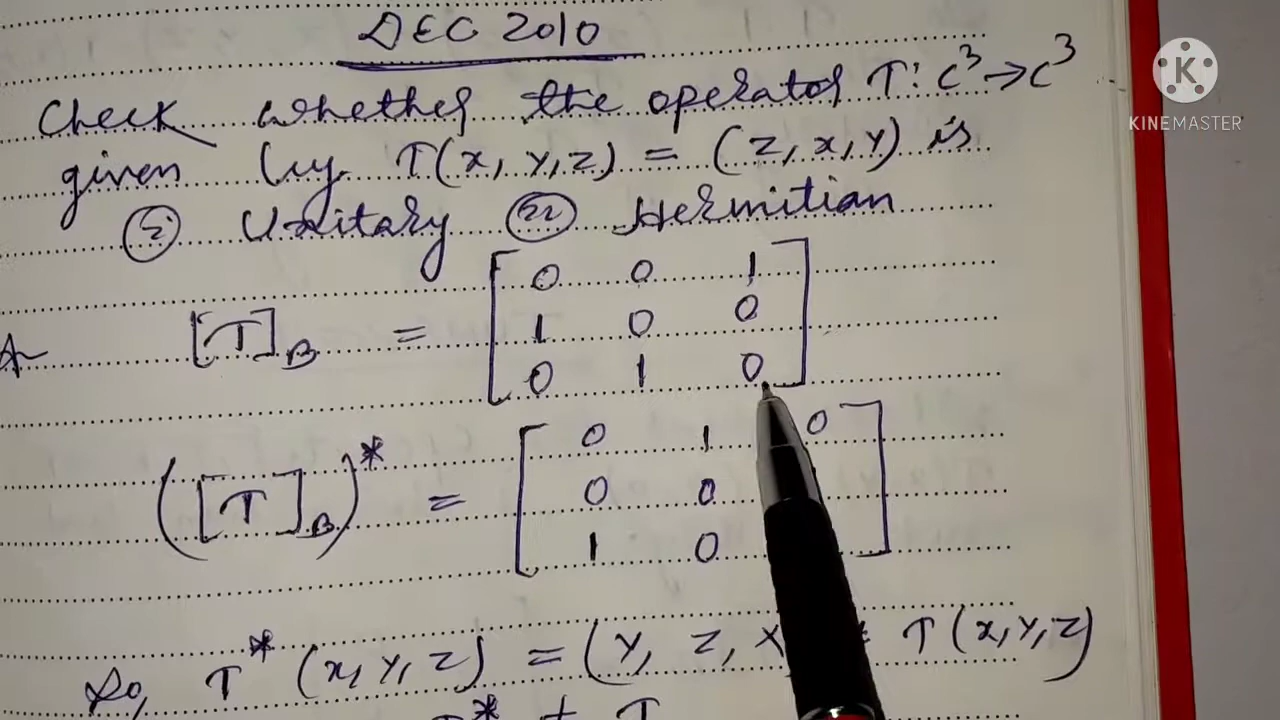 DEC 2010
Check whether the operator T: C³→C³
given by T(x, y, z) = (z, x, y) is
(i) Unitary (ii) Hermitian
A [T]B = [0 0 1
1 0 0
0 1 0]
([T]B)* = [0 1 0
0 0
1 0 ]
So, T* (x, y, z) = (y, z, x T(x, y, z)
* ≠ T
K
KINEMASTER